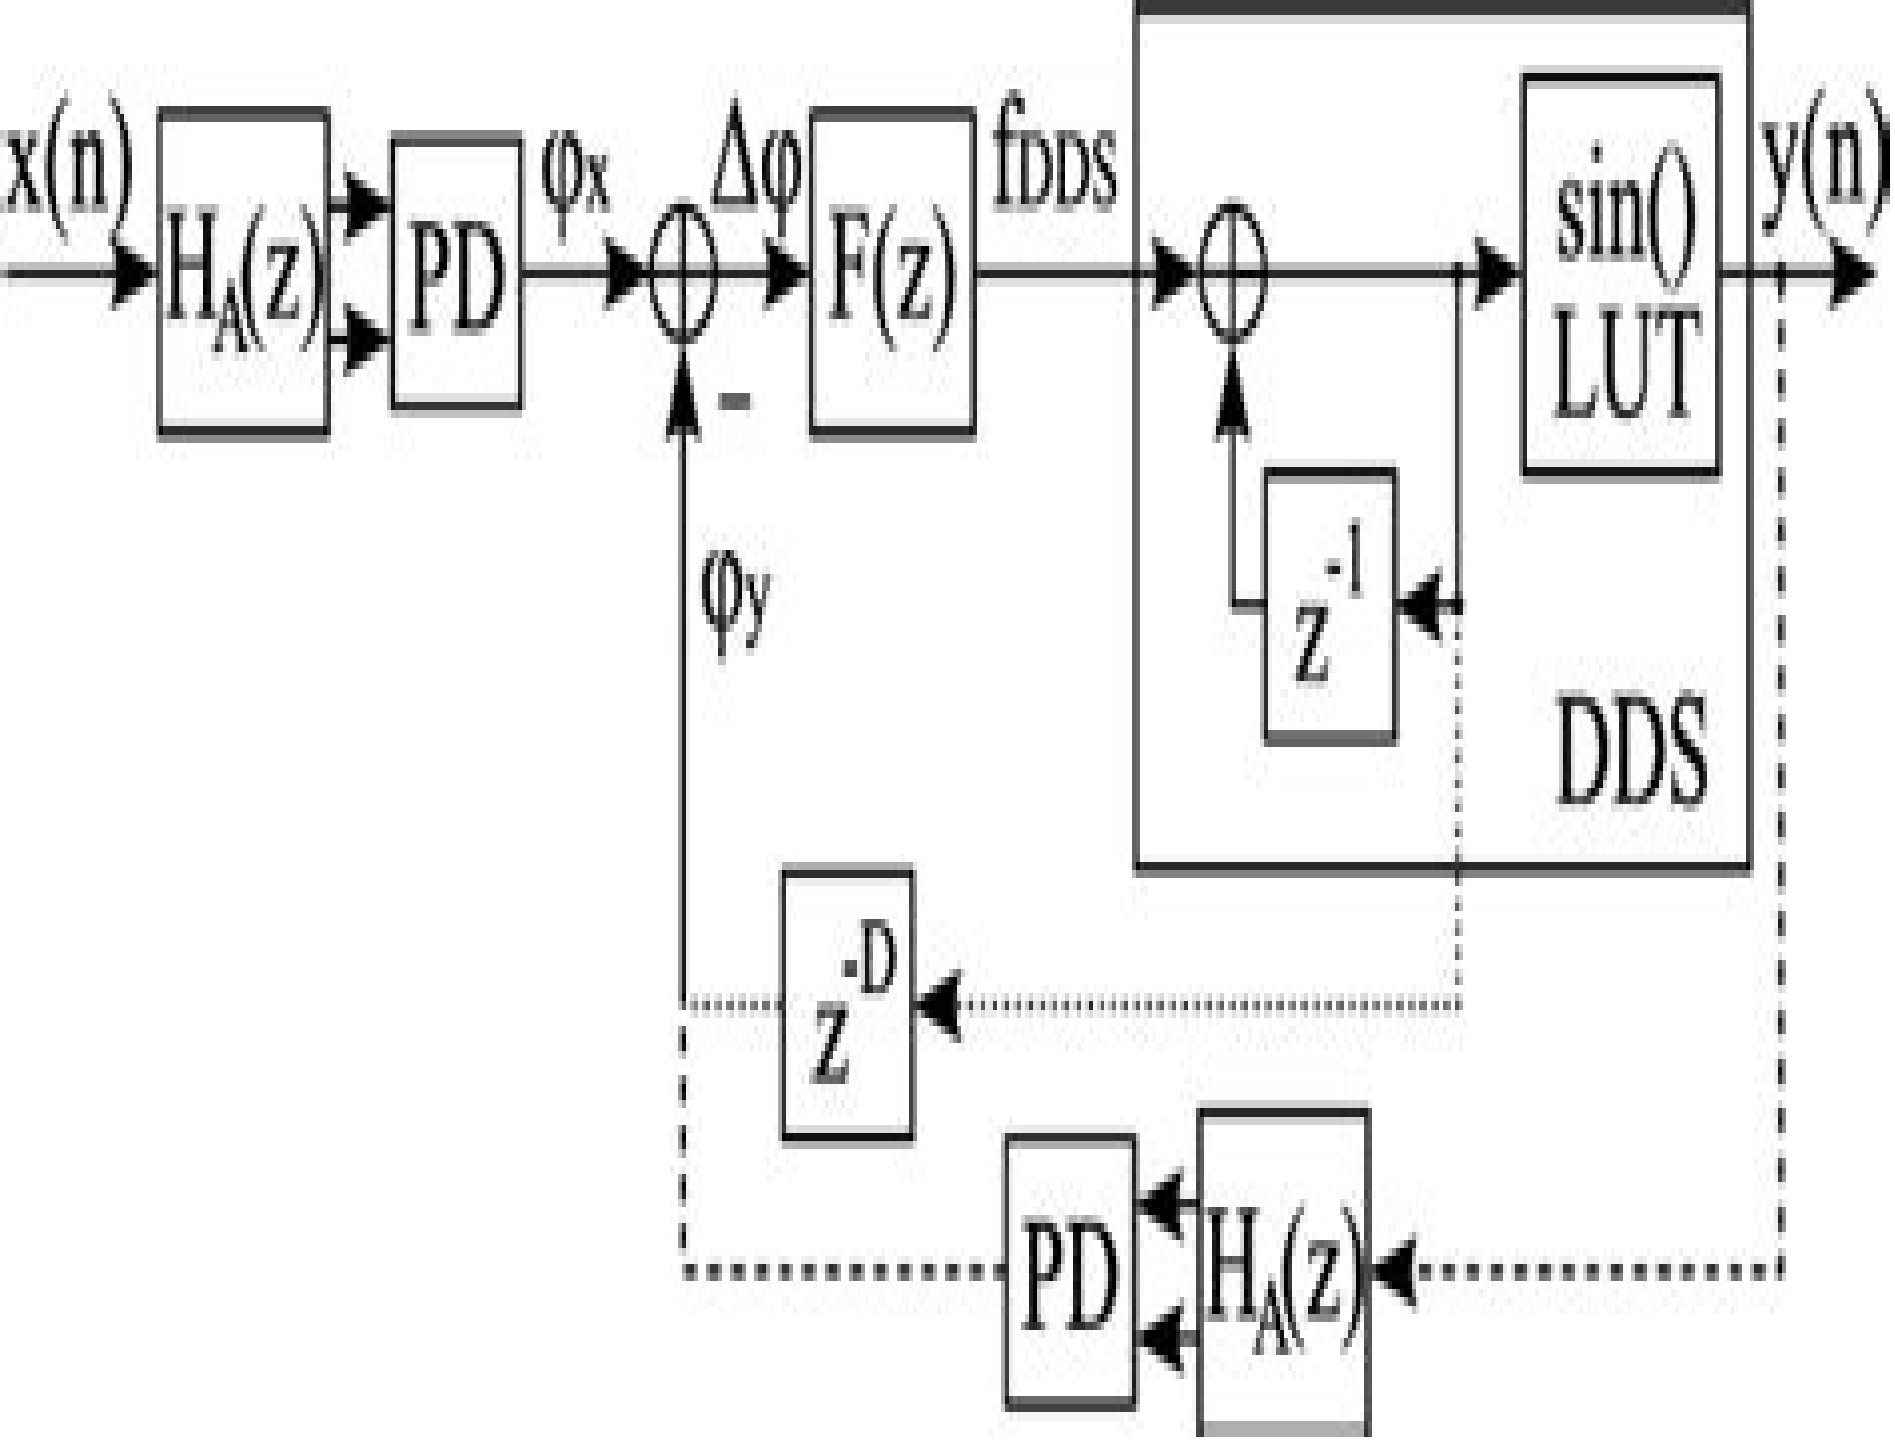 x(n)
H_A(z)
PD
φx
Δφ
F(z)
fDDS
sin()
LUT
y(n)
-
φy
z^-1
DDS
z^-D
PD
H_A(z)